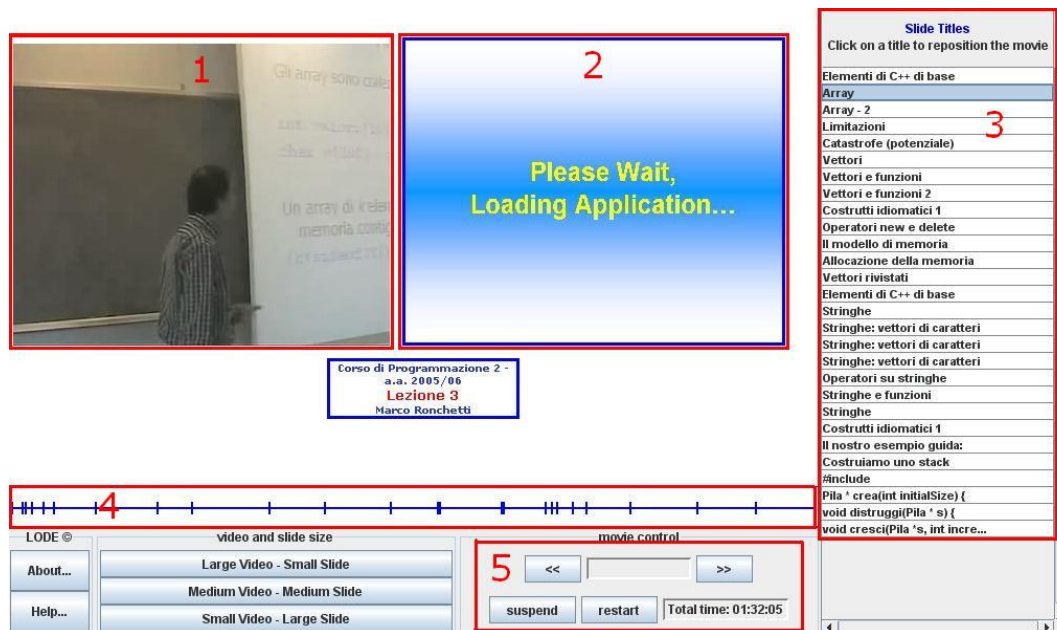 1
Gli array sono
Un array di
memoria
2
Please Wait,
Loading Application...
Slide Titles
Click on a title to reposition the movie
3
Elementi di C++ di base
Array
Array - 2
Limitazioni
Catastrofe (potenziale)
Vettori
Vettori e funzioni
Vettori e funzioni 2
Costrutti idiomatici 1
Operatori new e delete
Il modello di memoria
Allocazione della memoria
Vettori rivistati
Elementi di C++ di base
Stringhe
Stringhe: vettori di caratteri
Stringhe: vettori di caratteri
Stringhe: vettori di caratteri
Operatori su stringhe
Stringhe e funzioni
Stringhe
Costrutti idiomatici 1
Il nostro esempio guida:
Costruiamo uno stack
#include
Pila * crea(int initialSize) {
void distruggi(Pila * s) {
void cresci(Pila *s, int incre...
Corso di Programmazione 2 -
a.a. 2005/06
Lezione 3
Marco Ronchetti
4
LODE ©
About...
Help...
video and slide size
Large Video - Small Slide
Medium Video - Medium Slide
Small Video - Large Slide
movie control
5
<< >>
suspend restart Total time: 01:32:05